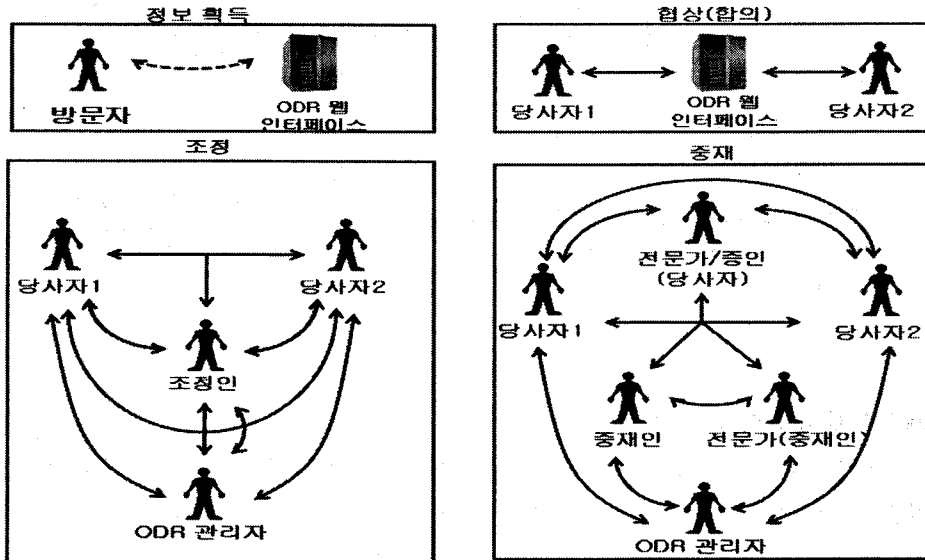 정보 획득
방문자
ODR 웹
인터페이스
협상(합의)
당사자1
ODR 웹
인터페이스
당사자2
조정
당사자1
당사자2
조정인
ODR 관리자
중재
전문가/증인
(당사자)
당사자1
당사자2
중재인
전문가(중재인)
ODR 관리자